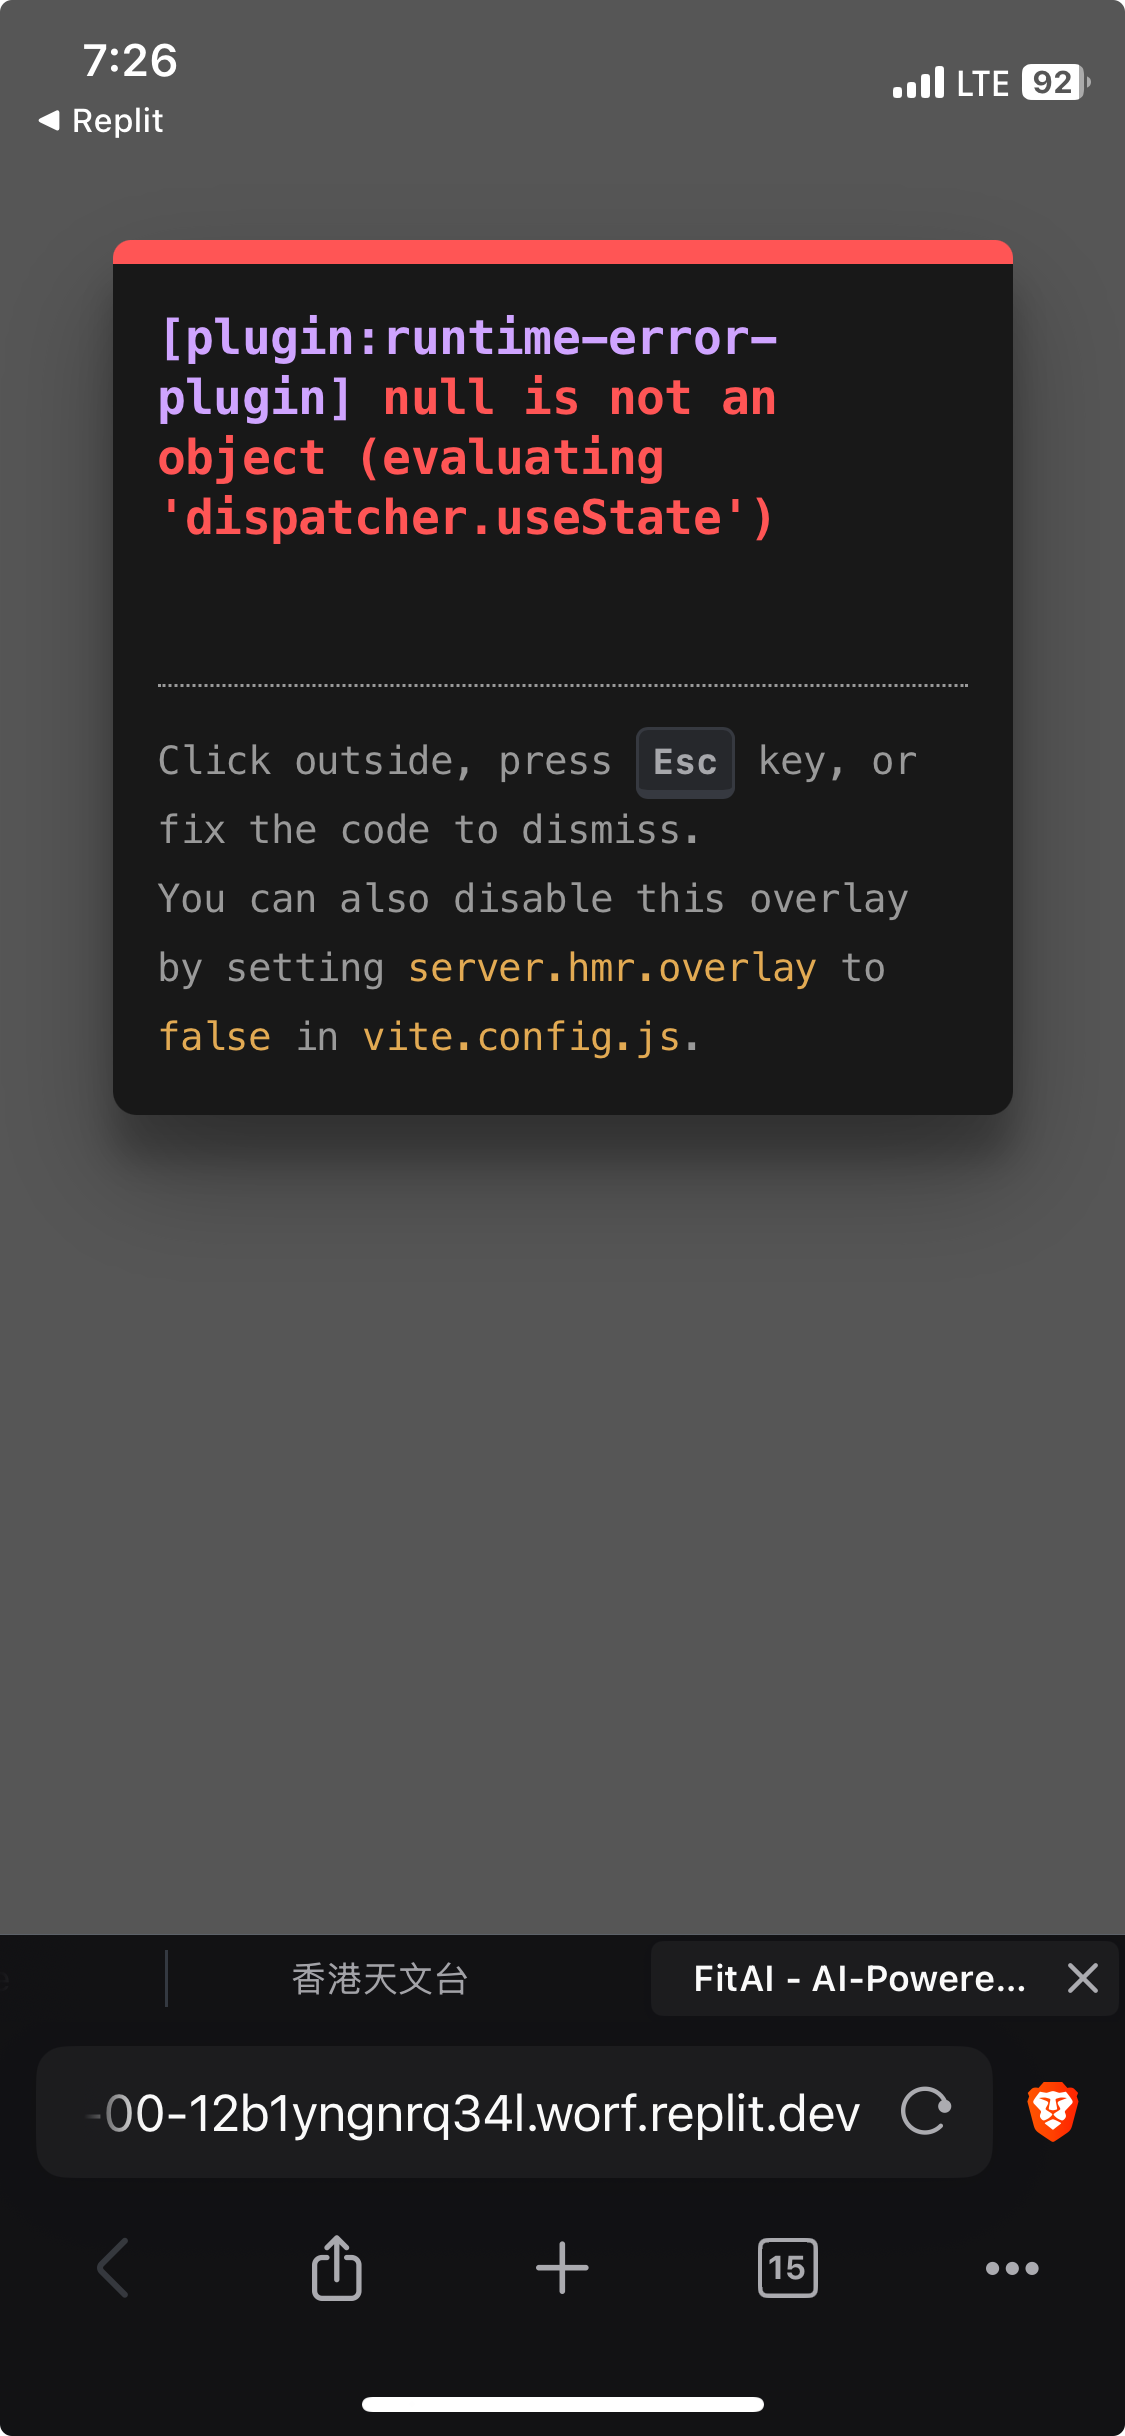 7:26
LTE 92
◀ Replit
[plugin:runtime-error-
plugin] null is not an
object (evaluating
'dispatcher.useState')
Click outside, press Esc key, or
fix the code to dismiss.
You can also disable this overlay
by setting server.hmr.overlay to
false in vite.config.js.
香港天文台
FitAI - AI-Powere...
-00-12b1yngnrq34l.worf.replit.dev
15